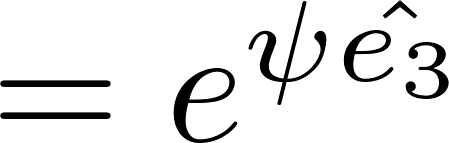 = e^{\psi \hat{e_3}}